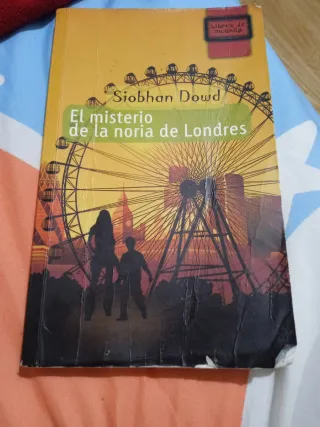 Siobhan Dowd
El misterio
de la noria de Londres